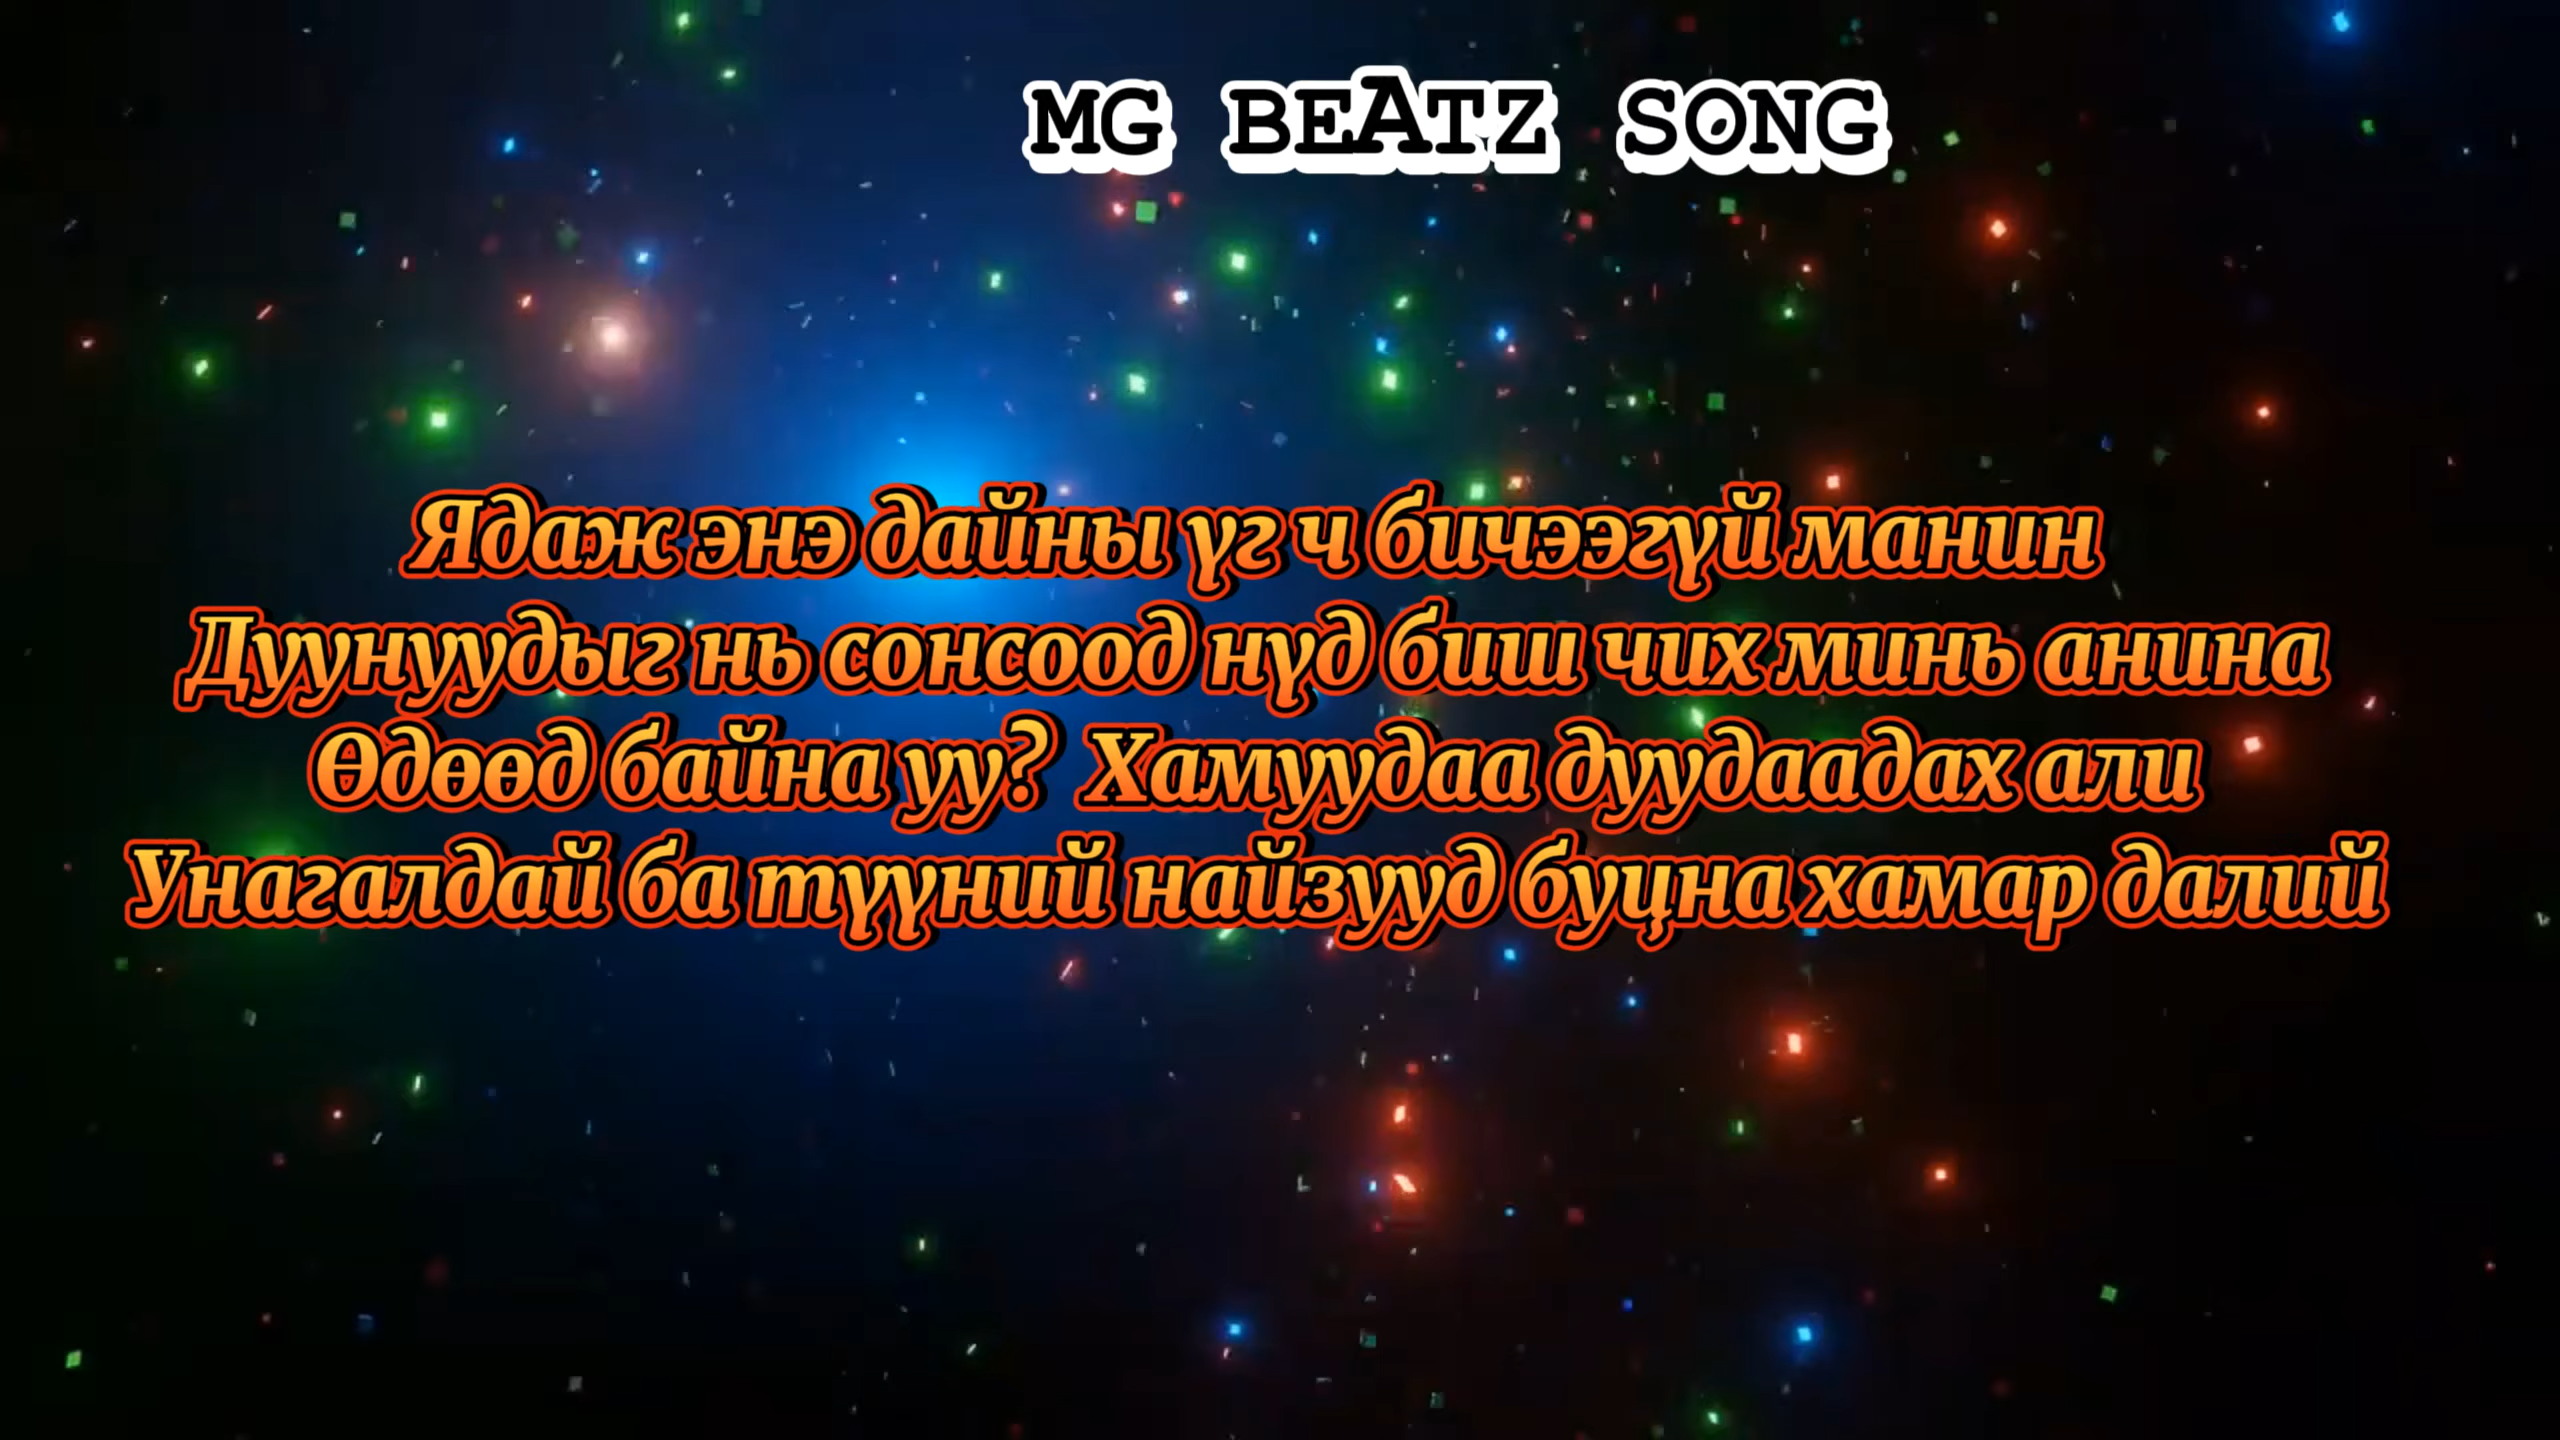 MG BEATZ SONG
Ядаж энэ дайны үг ч бичээгүй манин
Дуунуудыг нь сонсоод нүд биш чих минь анина
Өдөөд байна уу? Хамуудаа дуудаадах али
Унагалдай ба түүний найзууд буцна хамар далий